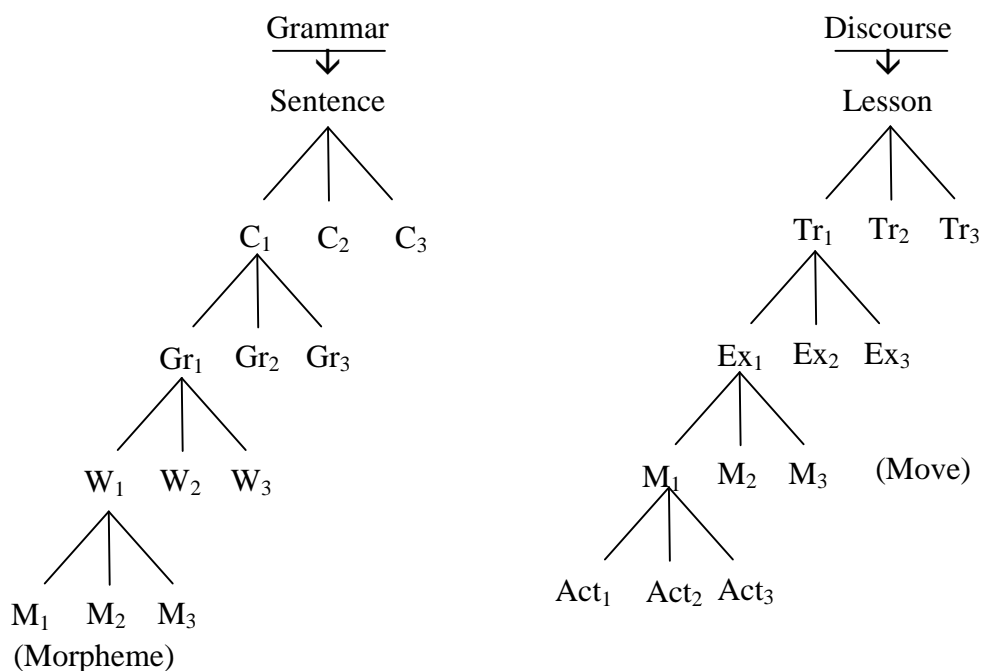 Grammar
Discourse
Sentence
Lesson
C₁ C₂ C₃
Tr₁ Tr₂ Tr₃
Gr₁ Gr₂ Gr₃
Ex₁ Ex₂ Ex₃
W₁ W₂ W₃
M₁ M₂ M₃ (Move)
Act₁ Act₂ Act₃
M₁ M₂ M₃
(Morpheme)